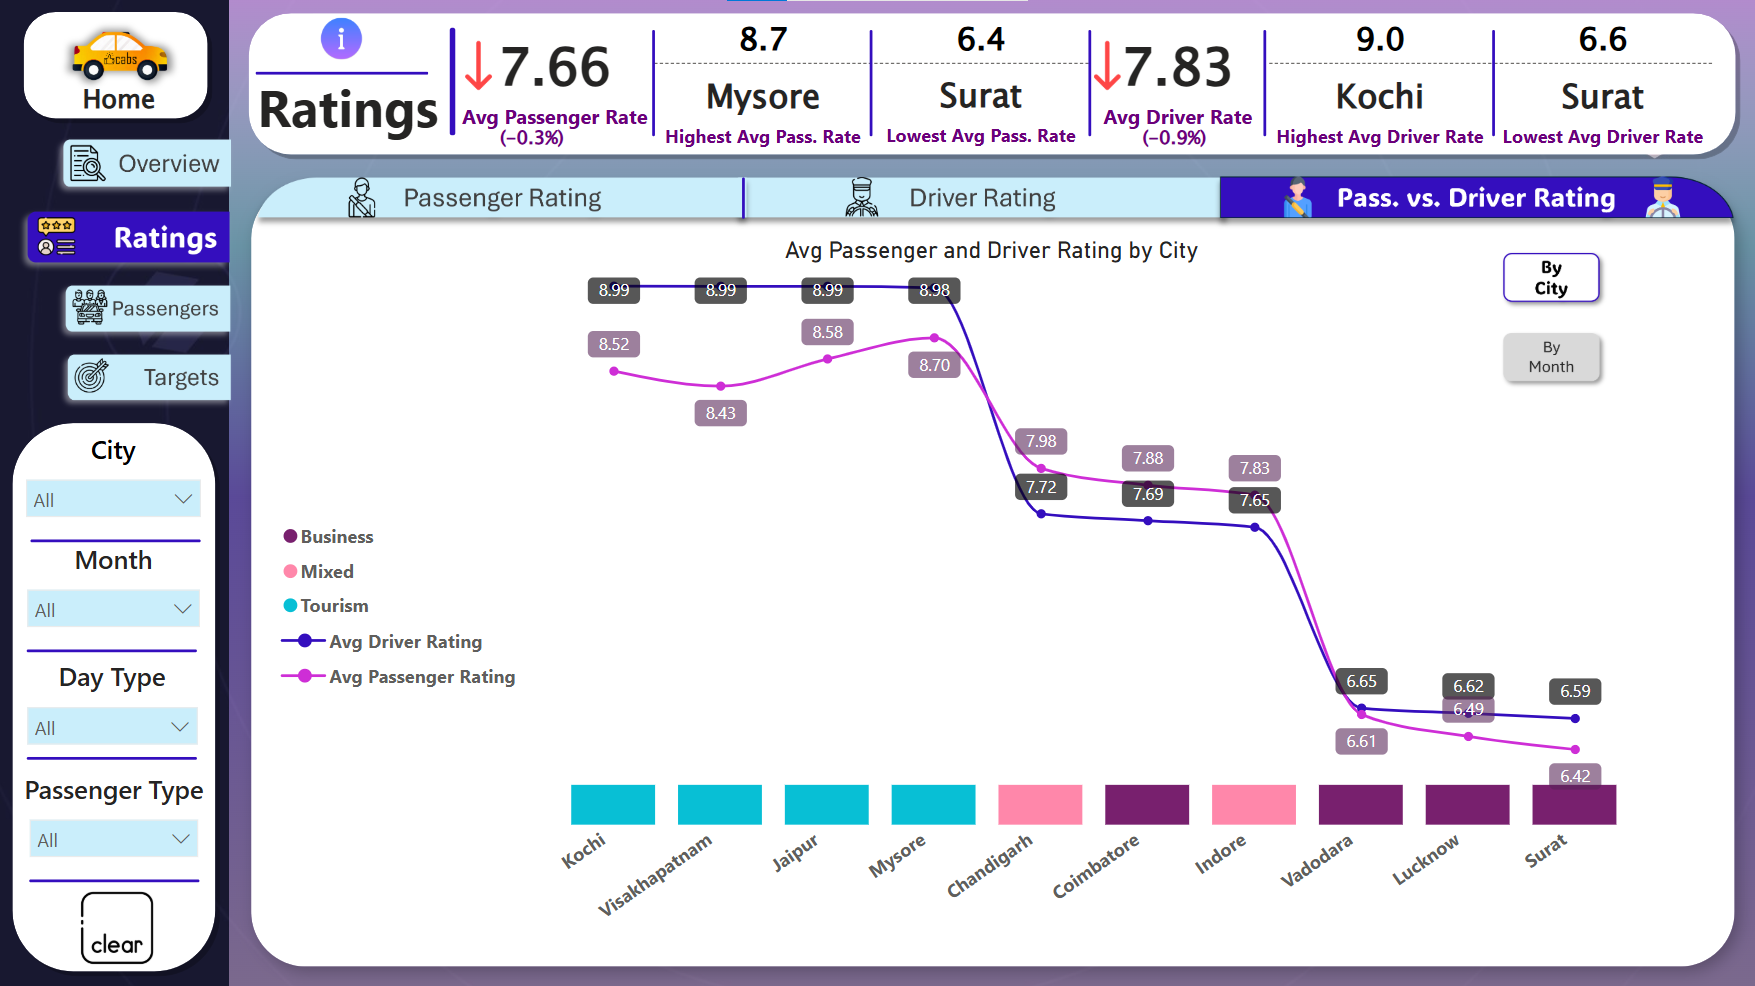 cabs
Home
Overview
Ratings
Passengers
Targets
City
All
Month
All
Day Type
All
Passenger Type
All
clear
i
Ratings
7.66
Avg Passenger Rate
(−0.3%)
8.7
Mysore
Highest Avg Pass. Rate
6.4
Surat
Lowest Avg Pass. Rate
7.83
Avg Driver Rate
(−0.9%)
9.0
Kochi
Highest Avg Driver Rate
6.6
Surat
Lowest Avg Driver Rate
Passenger Rating
Driver Rating
Pass. vs. Driver Rating
Avg Passenger and Driver Rating by City
By
City
By
Month
8.99
8.99
8.99
8.98
8.52
8.43
8.58
8.70
7.98
7.88
7.83
7.72
7.69
7.65
6.65
6.62
6.59
6.61
6.49
6.42
Business
Mixed
Tourism
Avg Driver Rating
Avg Passenger Rating
Kochi
Visakhapatnam
Jaipur
Mysore
Chandigarh
Coimbatore
Indore
Vadodara
Lucknow
Surat